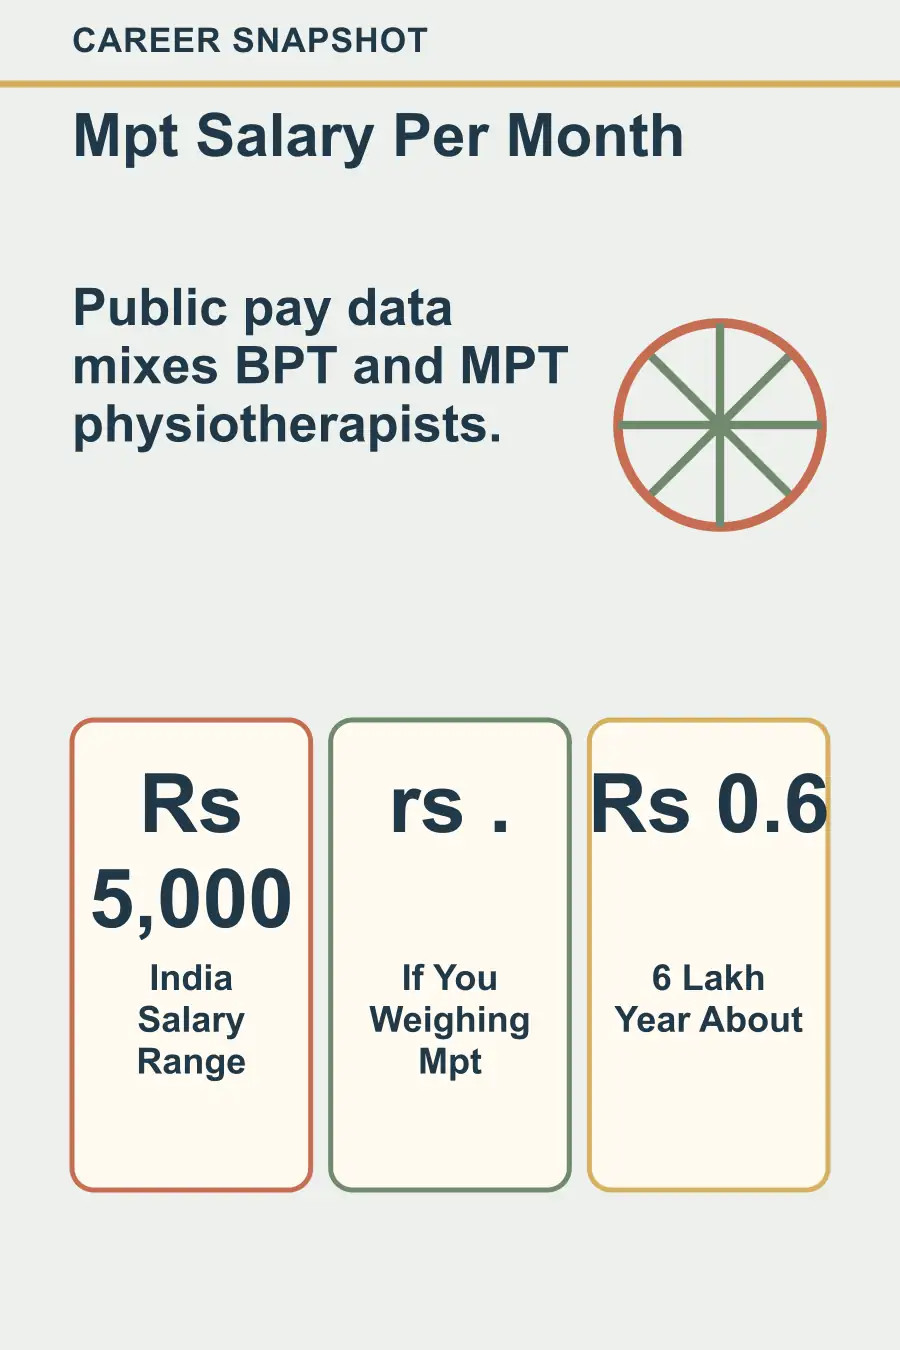 CAREER SNAPSHOT
Mpt Salary Per Month
Public pay data
mixes BPT and MPT
physiotherapists.
Rs
5,000
India
Salary
Range
rs .
If You
Weighing
Mpt
Rs 0.6
6 Lakh
Year About